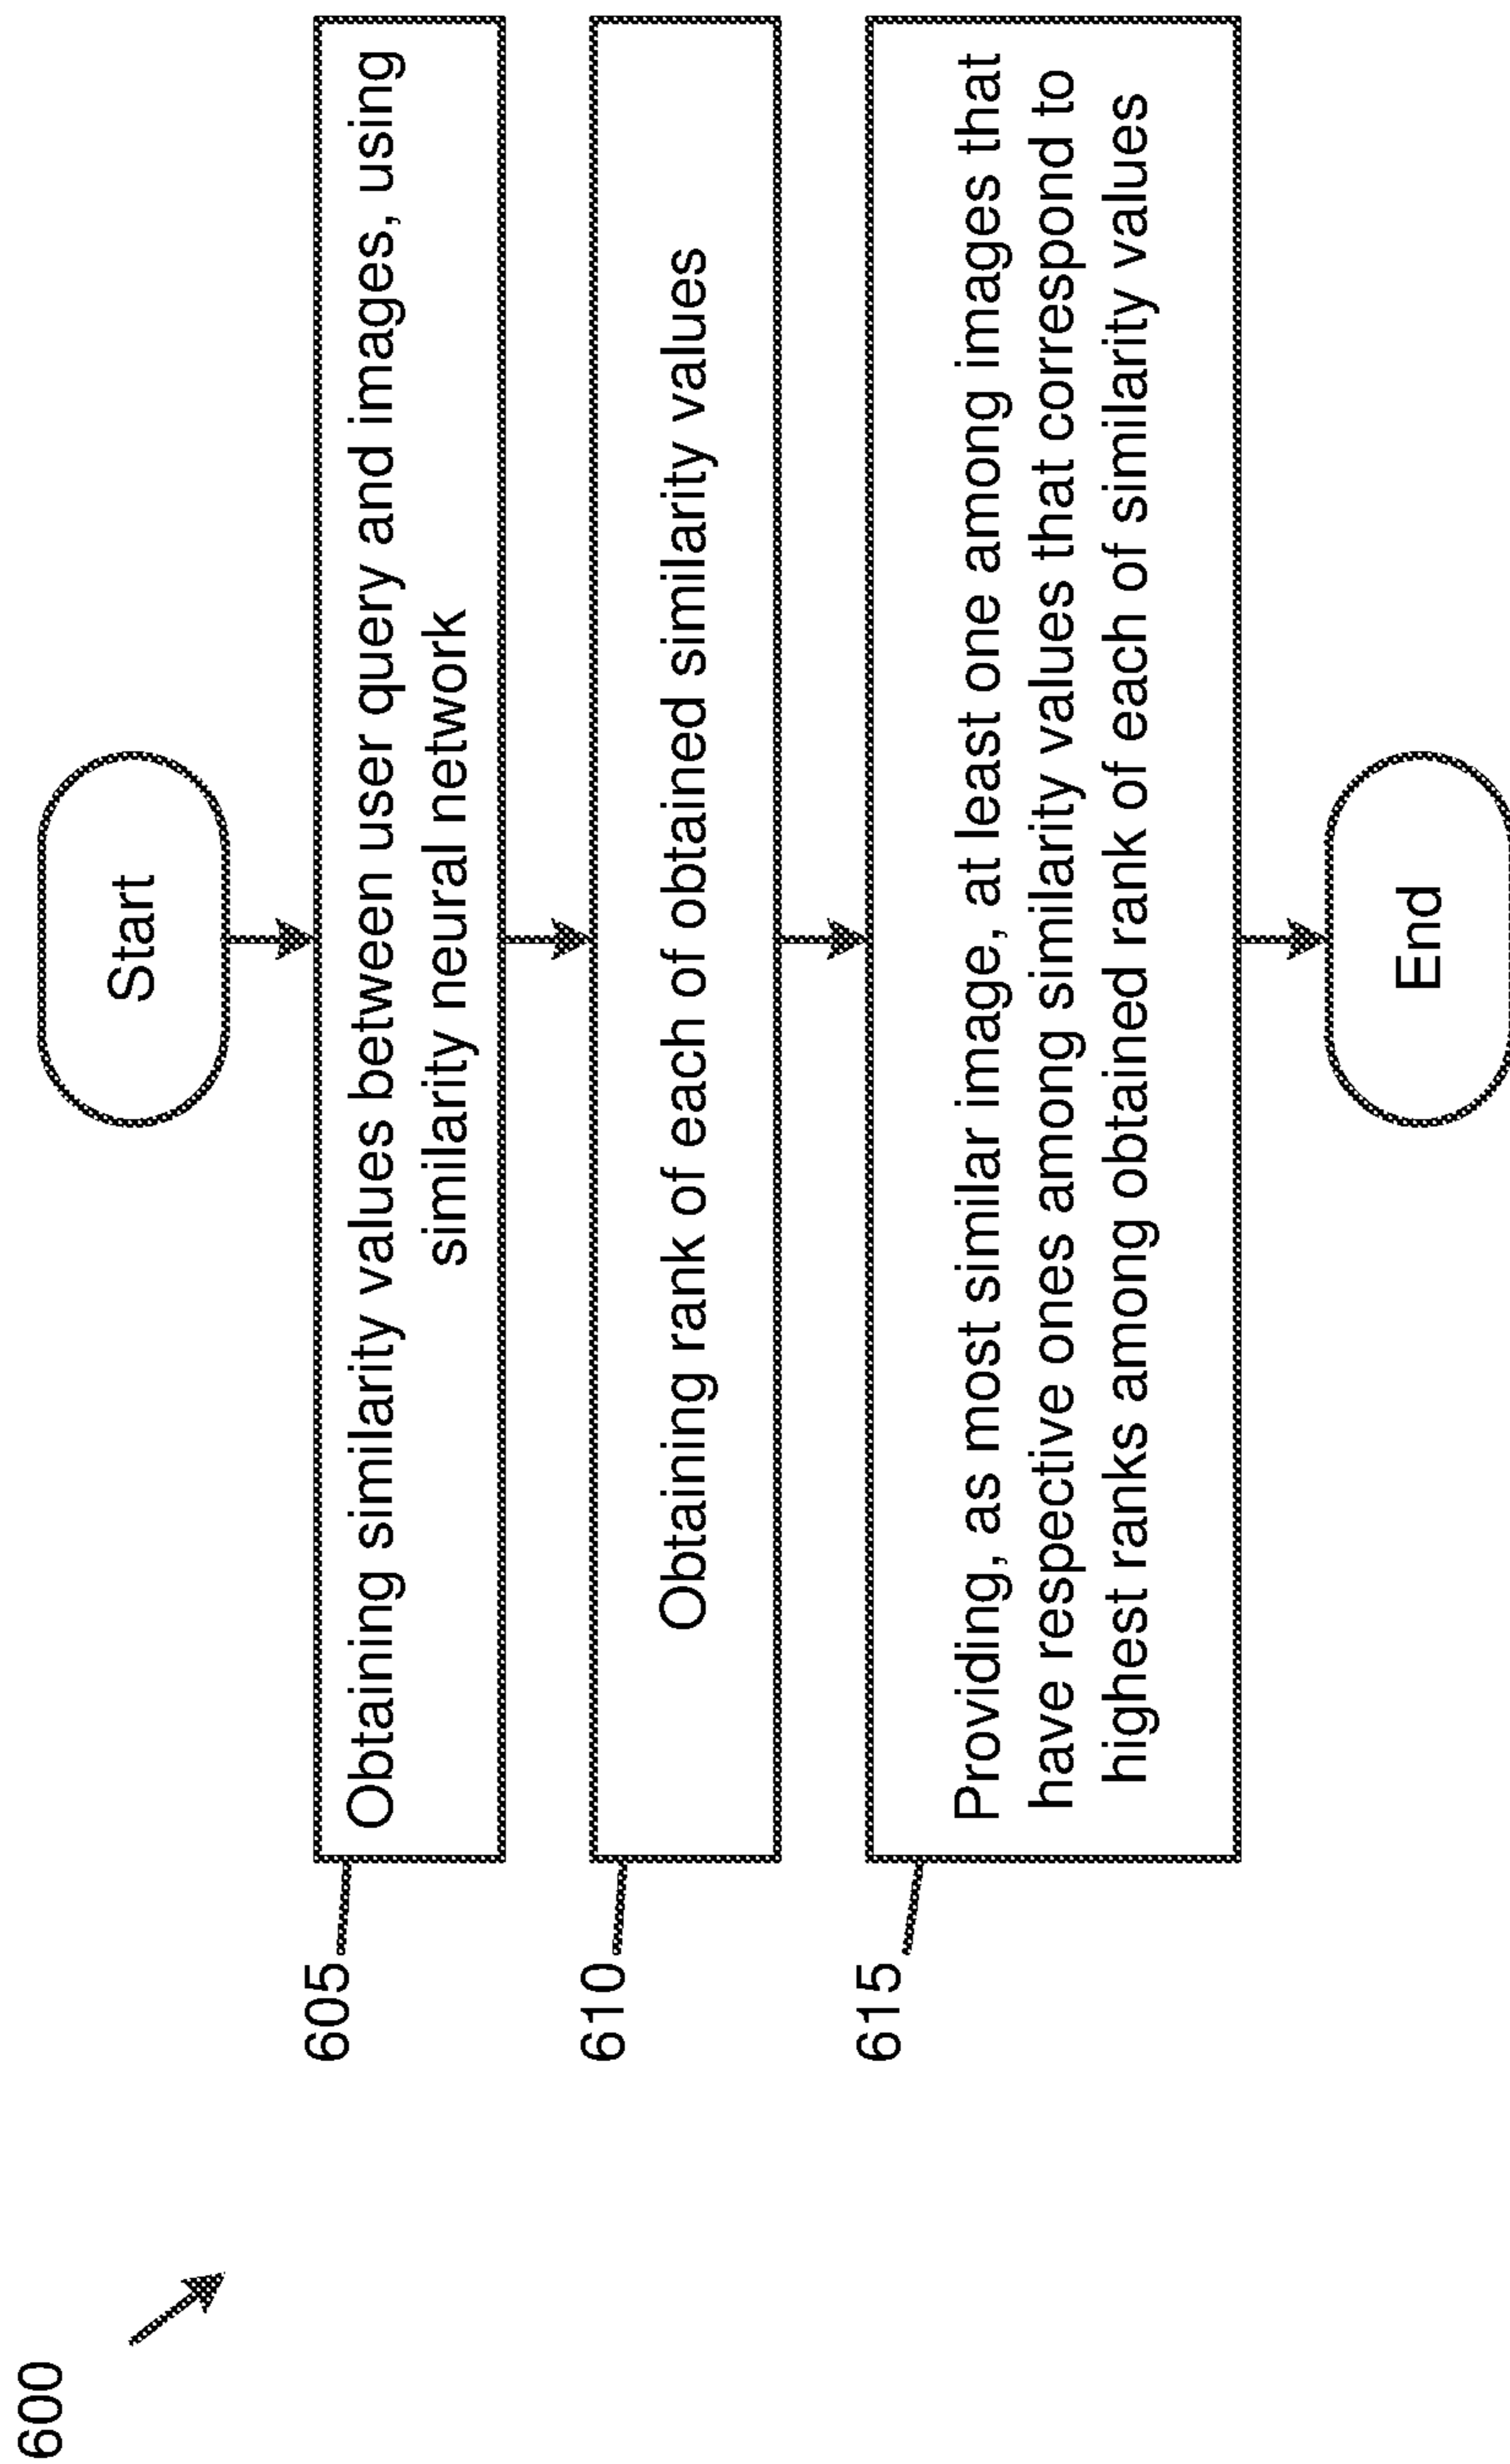 600
Start
605
Obtaining similarity values between user query and images, using
similarity neural network
610
Obtaining rank of each of obtained similarity values
615
Providing, as most similar image, at least one among images that
have respective ones among similarity values that correspond to
highest ranks among obtained rank of each of similarity values
End